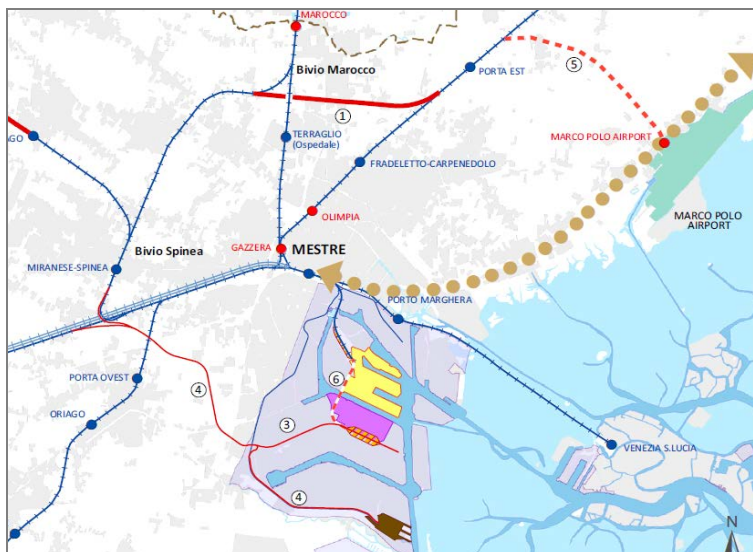 MAROCCO
Bivio Marocco
PORTA EST
5
1
AGO
TERRAGLIO
(Ospedale)
MARCO POLO AIRPORT
FRADELETTO-CARPENEDOLO
OLIMPIA
MARCO POLO
AIRPORT
GAZZERA
MESTRE
Bivio Spinea
MIRANESE-SPINEA
PORTO MARGHERA
PORTA OVEST
6
4
ORIAGO
3
VENEZIA S.LUCIA
4
N